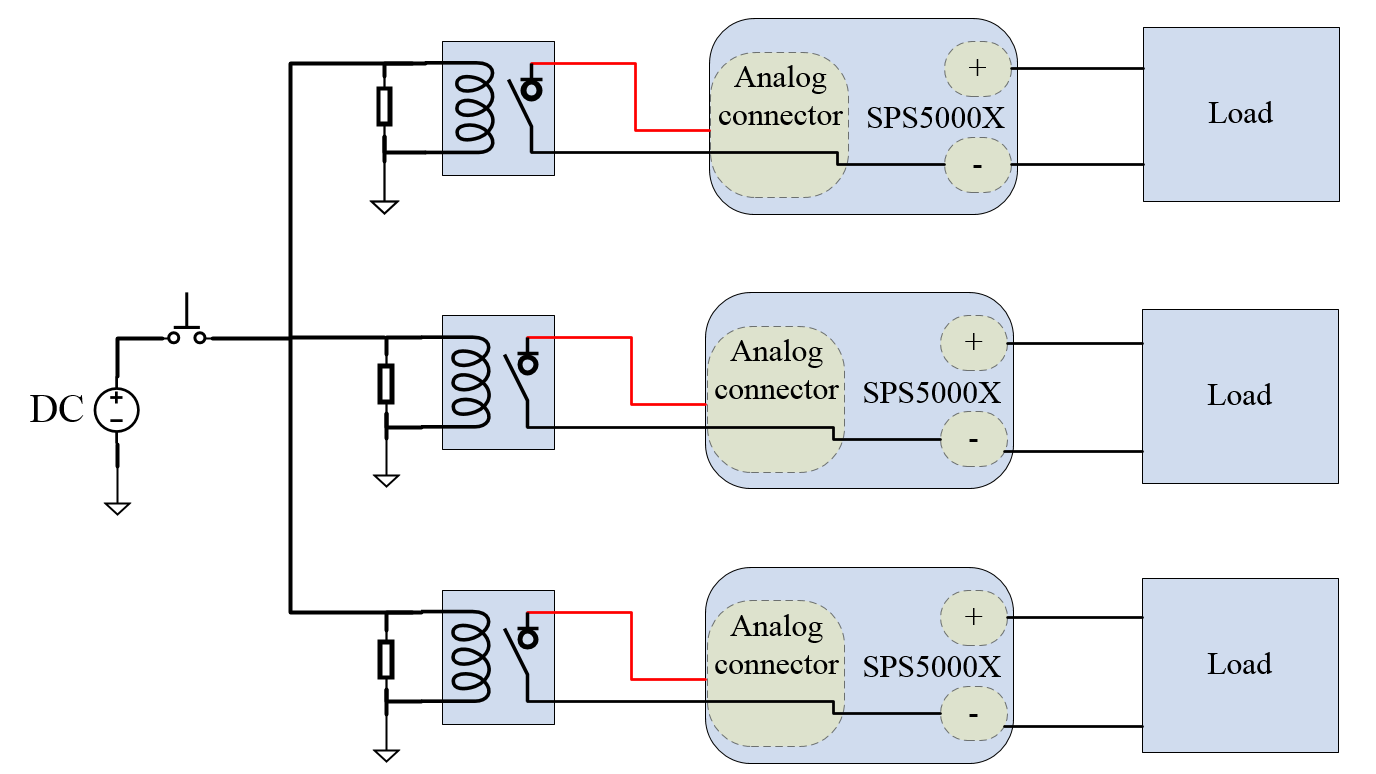 Analog
connector
+
SPS5000X
-
Load
DC
+
-
Analog
connector
+
SPS5000X
-
Load
Analog
connector
+
SPS5000X
-
Load